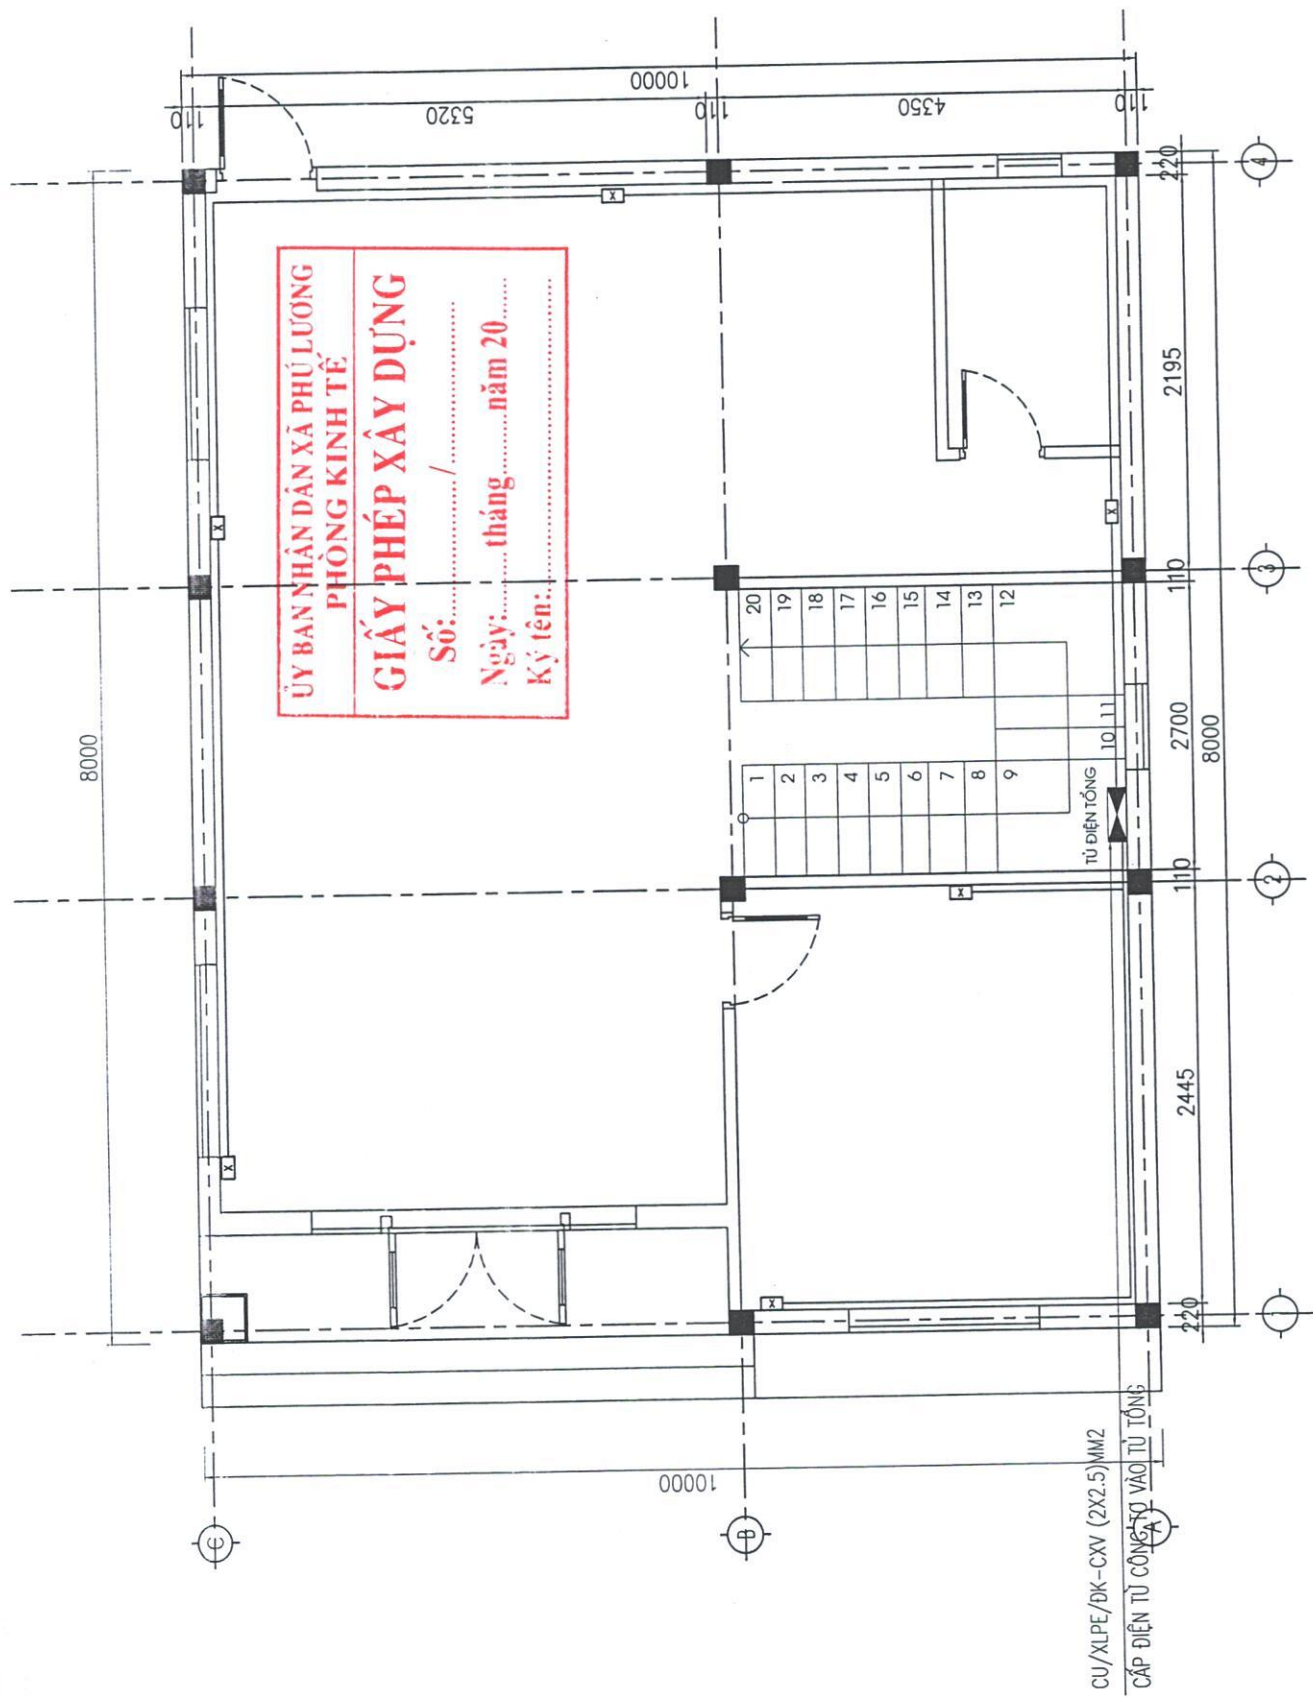 8000
110
5320
110
4350
110
10000
ỦY BAN NHÂN DÂN XÃ PHÚ LƯƠNG
PHÒNG KINH TẾ
GIẤY PHÉP XÂY DỰNG
Số:............../..................
Ngày:........tháng........năm 20......
Ký tên:...............................
1
2
3
4
5
6
7
8
9
10
11
12
13
14
15
16
17
18
19
20
TỦ ĐIỆN TỔNG
220
2445
110
2700
110
2195
220
8000
10000
1
2
3
4
C
B
A
CU/XLPE/ĐK-CXV (2X2.5)MM2
CẤP ĐIỆN TỪ CÔNG TƠ VÀO TỦ TỔNG
X
X
X
X
X
X